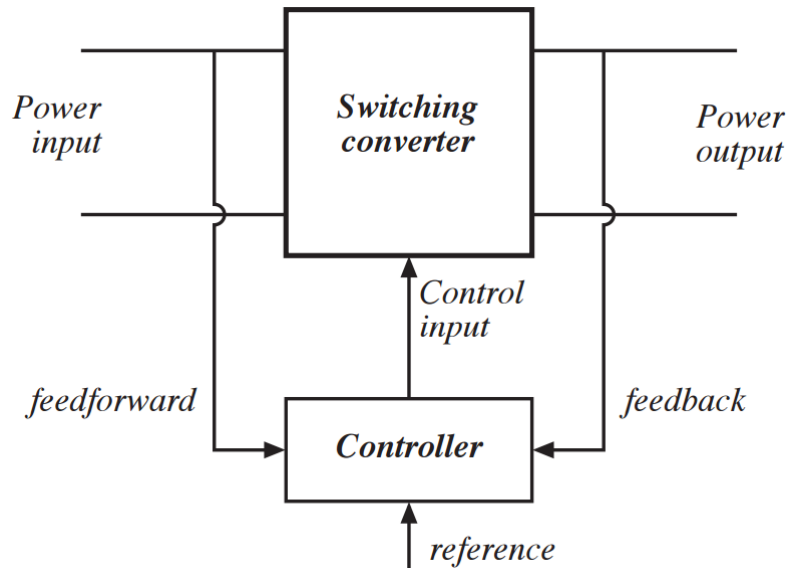 Power
input
Switching
converter
Power
output
Control
input
feedforward
feedback
Controller
reference